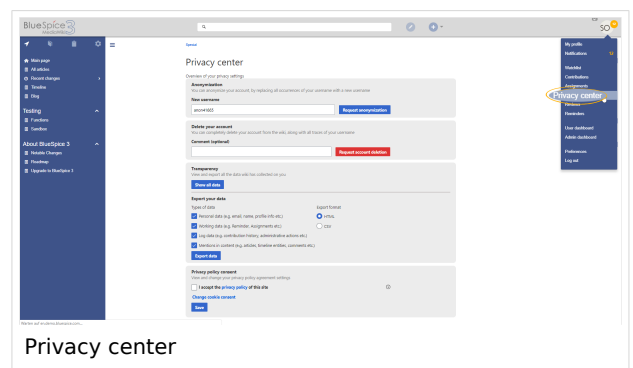 BlueSpice 3
SO
Main page
All articles
Recent changes
Timeline
Blog
Testing
Functions
Sandbox
About BlueSpice 3
Notable Changes
Roadmap
Upgrade to BlueSpice 3
Special
Privacy center
Overview of your privacy settings
Anonymization
You can anonymize your account, by replacing all occurrences of your username with a new username
New username
Request anonymization
Delete your account
You can completely delete your account from the wiki, along with all traces of your username
Comment (optional)
Request account deletion
Transparency
View and export all the data wiki has collected on you
Show all data
Export your data
Types of data
Export format
Personal data (e.g. email, name, profile info etc.)
HTML
Working data (e.g. Reminder, Assignments etc.)
CSV
Log data (e.g. contribution history, administrative actions etc.)
Mentions in content (e.g. articles, timeline entities, comments etc.)
Export data
Privacy policy consent
View and change your privacy policy agreement settings
I accept the privacy policy of this site
Change cookie consent
Save
My profile
Notifications 12
Watchlist
Contributions
Assignments
Privacy center
Reviews
Reminders
User dashboard
Admin dashboard
Preferences
Log out
Privacy center